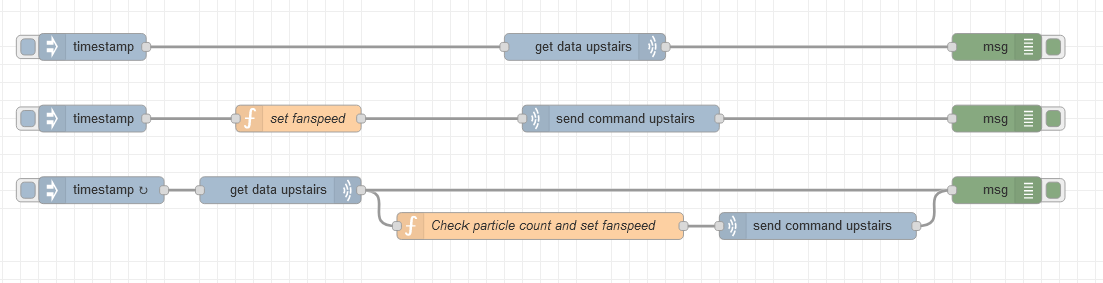 timestamp get data upstairs msg
timestamp set fanspeed send command upstairs msg
timestamp ↻ get data upstairs msg
Check particle count and set fanspeed send command upstairs